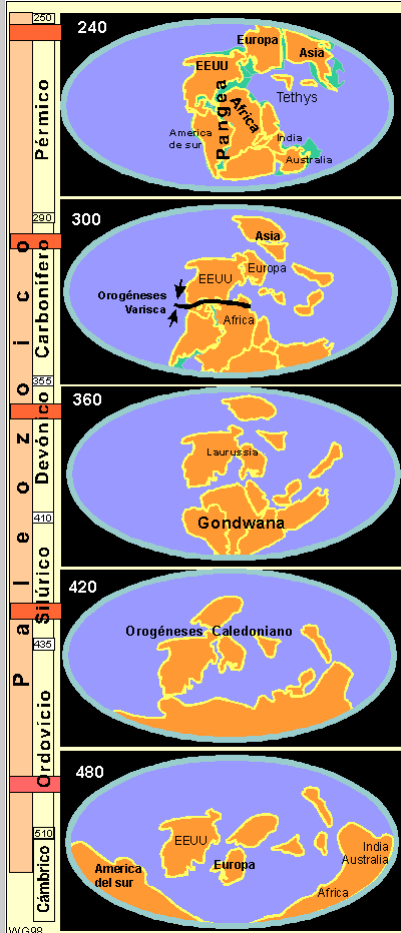 250
240
Europa
Asia
EEUU
Tethys
Africa
Pangea
America
del sur
India
Australia
Pérmico
290
300
Asia
Europa
EEUU
Orogéneses
Varisca
Africa
Carbonífero
355
360
Laurussia
Gondwana
Devónico
410
420
Orogéneses Caledoniano
Silúrico
435
480
EEUU
Europa
America
del sur
India
Australia
Africa
Ordovício
510
Cámbrico
Paleozoico
WG98